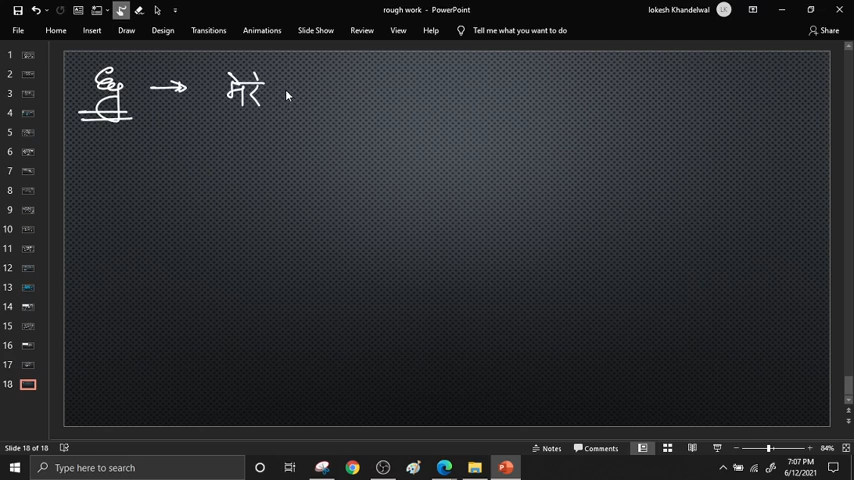 rough work - PowerPoint
lokesh Khandelwal
LK
File Home Insert Draw Design Transitions Animations Slide Show Review View Help Tell me what you want to do Share
1
2
3
4
5
6
7
8
9
10
11
12
13
14
15
16
17
18
Eg → मेरे
Slide 18 of 18 Notes Comments 84%
Type here to search
7:07 PM
6/12/2021